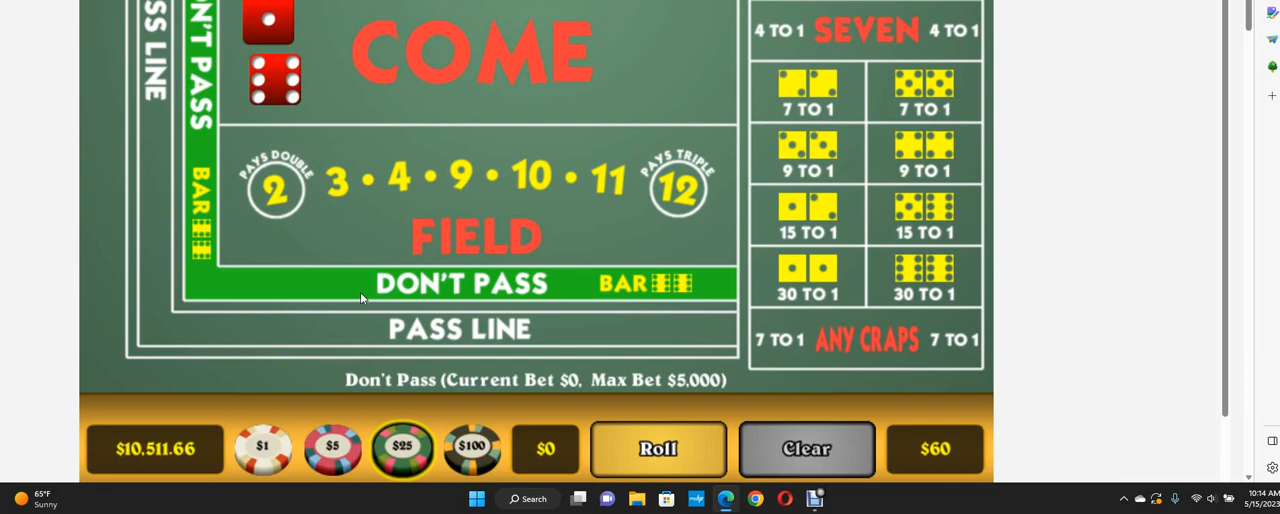 SS LINE
N'T PASS
BAR
COME
PAYS DOUBLE
2
3 • 4 • 9 • 10 • 11
PAYS TRIPLE
12
FIELD
DON'T PASS BAR
PASS LINE
Don't Pass (Current Bet $0, Max Bet $5,000)
4 TO 1 SEVEN 4 TO 1
7 TO 1 7 TO 1
9 TO 1 9 TO 1
15 TO 1 15 TO 1
30 TO 1 30 TO 1
7 TO 1 ANY CRAPS 7 TO 1
$10,511.66 $1 $5 $25 $100 $0 Roll Clear $60
65°F
Sunny
Search
10:14 AM
5/15/2023